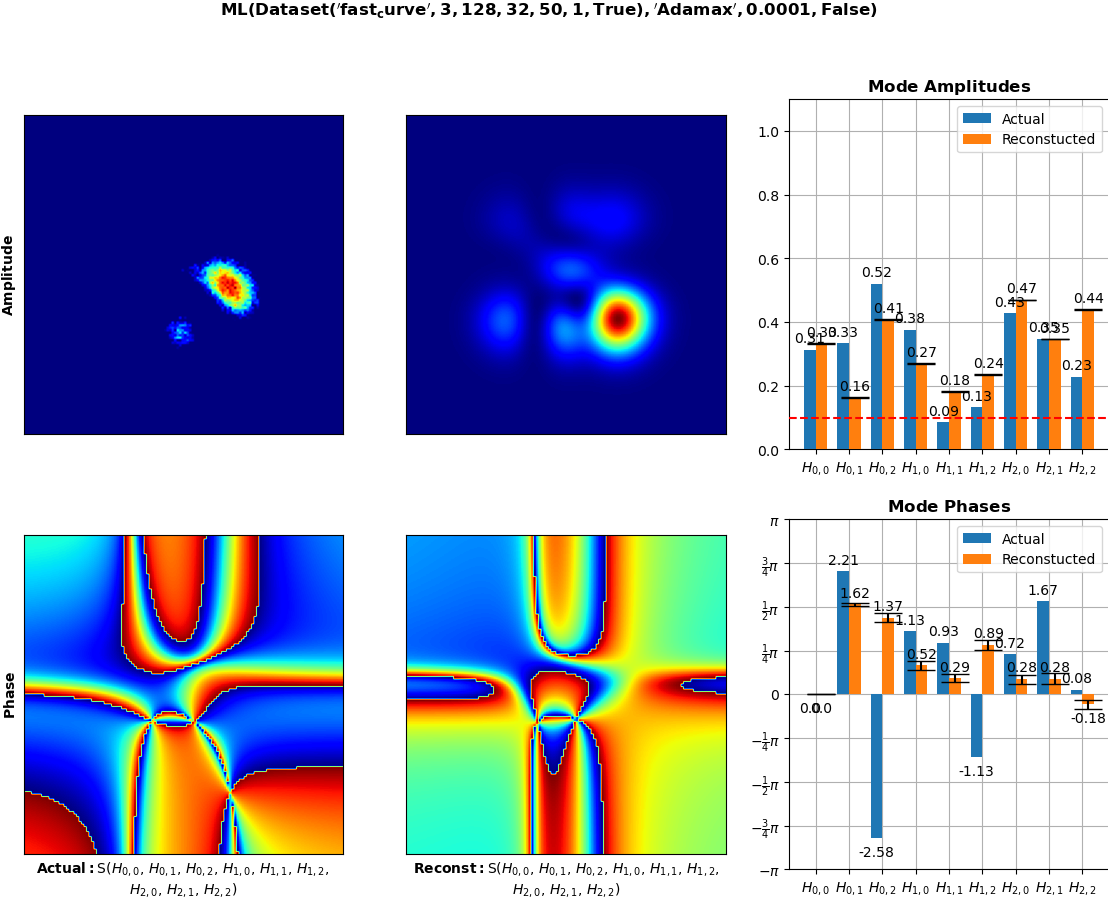 ML(Dataset('fast_curve', 3, 128, 32, 50, 1, True), 'Adamax', 0.0001, False)
Amplitude
Mode Amplitudes
Actual
Reconstucted
1.0
0.8
0.6
0.4
0.2
0.0
0.31 0.33 0.33 0.16 0.52 0.41 0.38 0.27 0.09 0.18 0.13 0.24 0.43 0.47 0.35 0.35 0.23 0.44
H0,0 H0,1 H0,2 H1,0 H1,1 H1,2 H2,0 H2,1 H2,2
Phase
Mode Phases
Actual
Reconstucted
π
3/4π
1/2π
1/4π
0
−1/4π
−1/2π
−3/4π
−π
0.0 0.0 2.21 1.62 -2.58 1.37 1.13 0.52 0.93 0.29 -1.13 0.89 0.72 0.28 1.67 0.28 0.08 -0.18
H0,0 H0,1 H0,2 H1,0 H1,1 H1,2 H2,0 H2,1 H2,2
Actual: S(H0,0, H0,1, H0,2, H1,0, H1,1, H1,2,
H2,0, H2,1, H2,2)
Reconst: S(H0,0, H0,1, H0,2, H1,0, H1,1, H1,2,
H2,0, H2,1, H2,2)